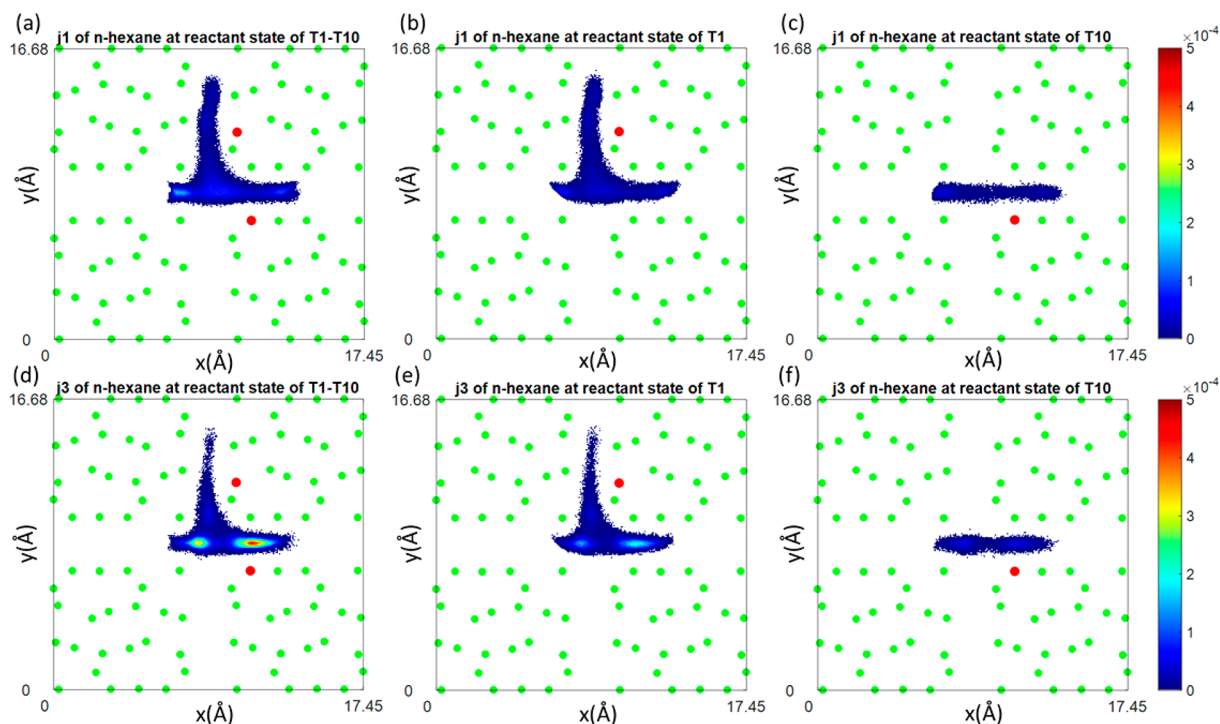 (a)
j1 of n-hexane at reactant state of T1-T10
16.68
y(Å)
0
0
x(Å)
17.45
(b)
j1 of n-hexane at reactant state of T1
16.68
y(Å)
0
0
x(Å)
17.45
(c)
j1 of n-hexane at reactant state of T10
16.68
y(Å)
0
0
x(Å)
17.45
×10-4
5
4
3
2
1
0
(d)
j3 of n-hexane at reactant state of T1-T10
16.68
y(Å)
0
0
x(Å)
17.45
(e)
j3 of n-hexane at reactant state of T1
16.68
y(Å)
0
0
x(Å)
17.45
(f)
j3 of n-hexane at reactant state of T10
16.68
y(Å)
0
0
x(Å)
17.45
×10-4
5
4
3
2
1
0